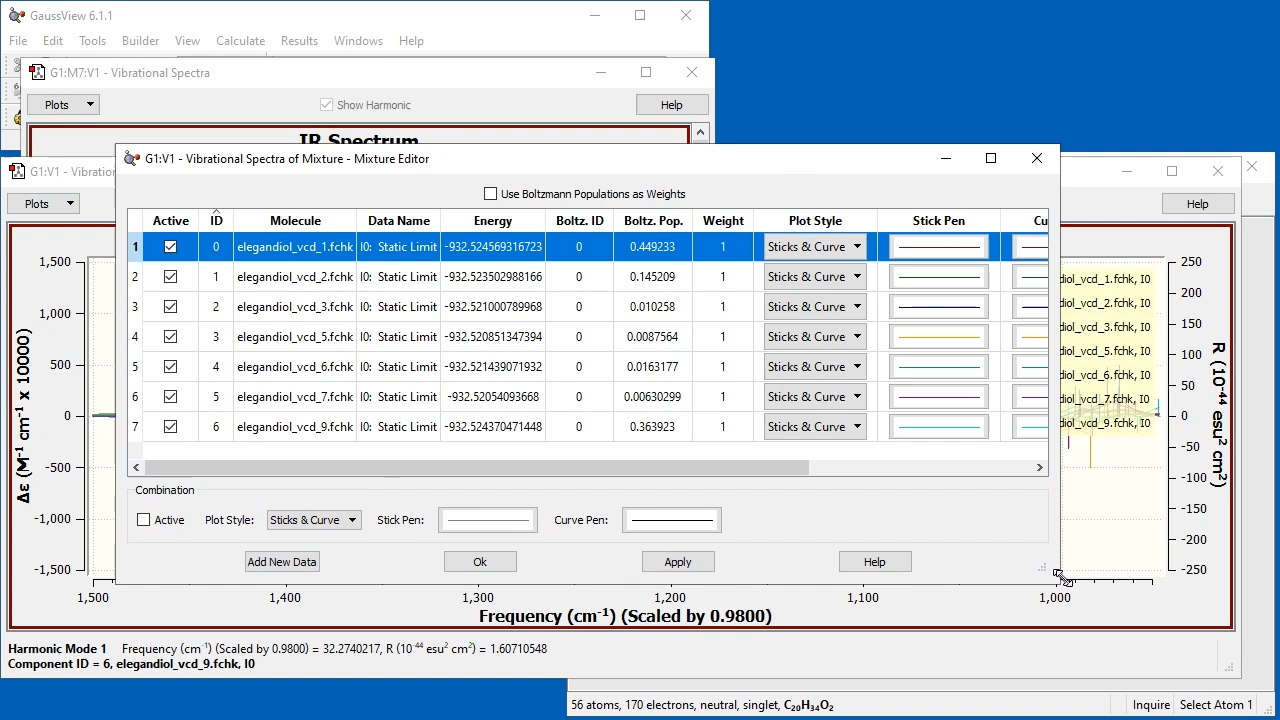 GaussView 6.1.1
File Edit Tools Builder View Calculate Results Windows Help
G1:M7:V1 - Vibrational Spectra
Plots Show Harmonic Help
IR Spectrum
G1:V1 - Vibration
Plots Help
G1:V1 - Vibrational Spectra of Mixture - Mixture Editor
Use Boltzmann Populations as Weights
Active ID Molecule Data Name Energy Boltz. ID Boltz. Pop. Weight Plot Style Stick Pen Cu
1 0 elegandiol_vcd_1.fchk I0: Static Limit -932.524569316723 0 0.449233 1 Sticks & Curve
2 1 elegandiol_vcd_2.fchk I0: Static Limit -932.523502988166 0 0.145209 1 Sticks & Curve
3 2 elegandiol_vcd_3.fchk I0: Static Limit -932.521000789968 0 0.010258 1 Sticks & Curve
4 3 elegandiol_vcd_5.fchk I0: Static Limit -932.520851347394 0 0.0087564 1 Sticks & Curve
5 4 elegandiol_vcd_6.fchk I0: Static Limit -932.521439071932 0 0.0163177 1 Sticks & Curve
6 5 elegandiol_vcd_7.fchk I0: Static Limit -932.52054093368 0 0.00630299 1 Sticks & Curve
7 6 elegandiol_vcd_9.fchk I0: Static Limit -932.524370471448 0 0.363923 1 Sticks & Curve
Combination
Active Plot Style: Sticks & Curve Stick Pen: Curve Pen:
Add New Data Ok Apply Help
Δε (M⁻¹ cm⁻¹ x 10000)
1,500
1,000
500
0
-500
-1,000
-1,500
diol_vcd_1.fchk, I0
diol_vcd_2.fchk, I0
diol_vcd_3.fchk, I0
diol_vcd_5.fchk, I0
diol_vcd_6.fchk, I0
diol_vcd_7.fchk, I0
diol_vcd_9.fchk, I0
250
200
150
100
50
0
-50
-100
-150
-200
-250
R (10⁻⁴⁴ esu² cm²)
1,500 1,400 1,300 1,200 1,100 1,000
Frequency (cm⁻¹) (Scaled by 0.9800)
Harmonic Mode 1 Frequency (cm⁻¹) (Scaled by 0.9800) = 32.2740217, R (10⁻⁴⁴ esu² cm²) = 1.60710548
Component ID = 6, elegandiol_vcd_9.fchk, I0
56 atoms, 170 electrons, neutral, singlet, C₂₀H₃₄O₂ Inquire Select Atom 1